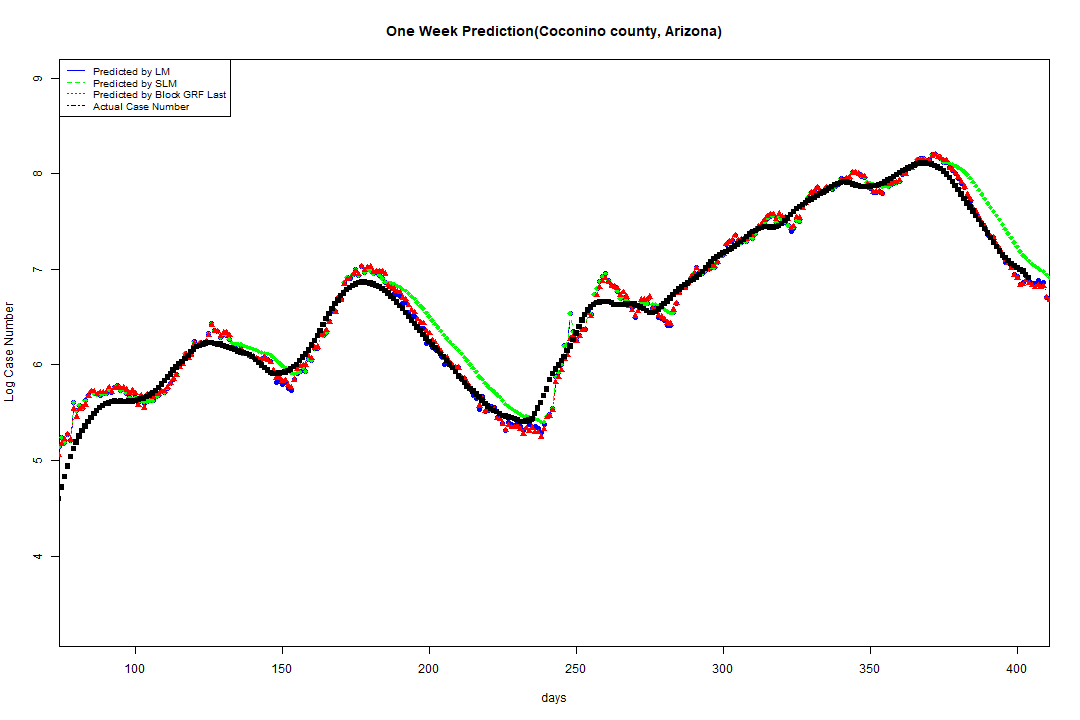 One Week Prediction(Coconino county, Arizona)
Predicted by LM
Predicted by SLM
Predicted by Block GRF Last
Actual Case Number
9
8
7
6
5
4
Log Case Number
100 150 200 250 300 350 400
days